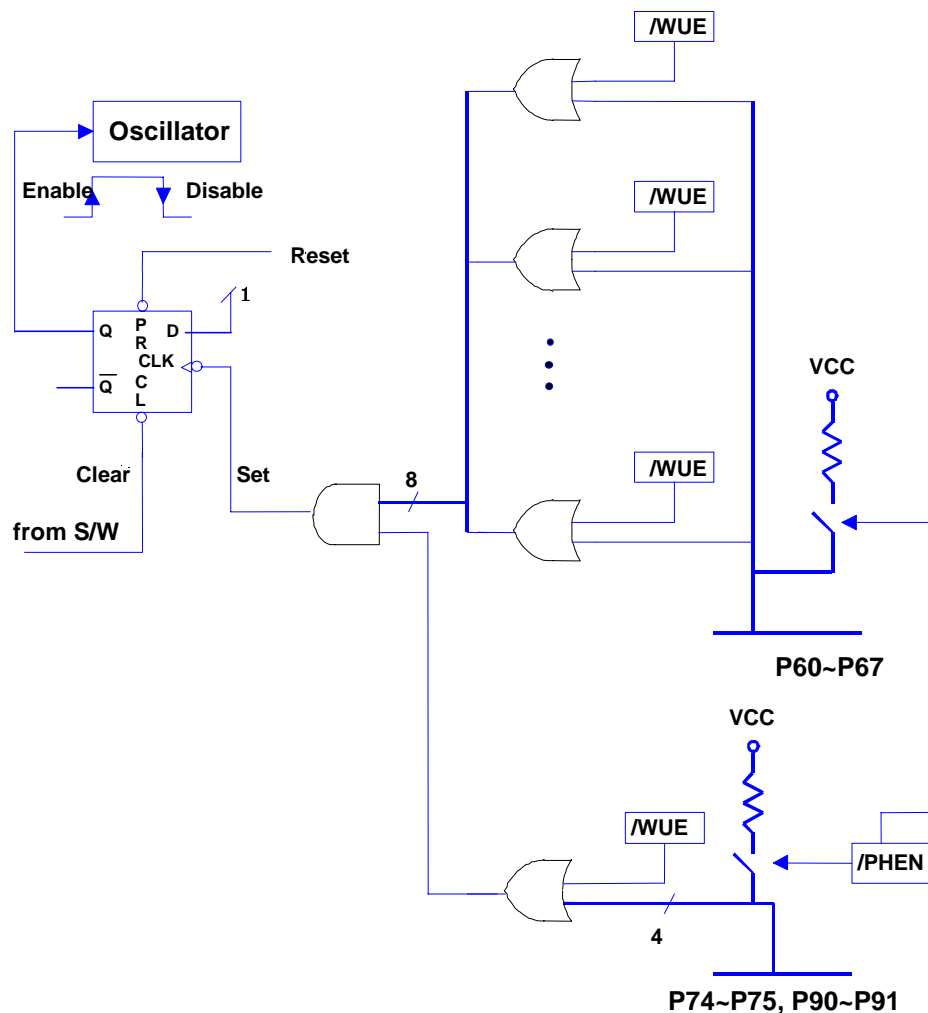 /WUE
Oscillator
Enable
Disable
/WUE
Reset
1
Q
P
R
D
CLK
Q
C
L
VCC
Clear
Set
8
/WUE
from S/W
P60~P67
VCC
/WUE
/PHEN
4
P74~P75, P90~P91